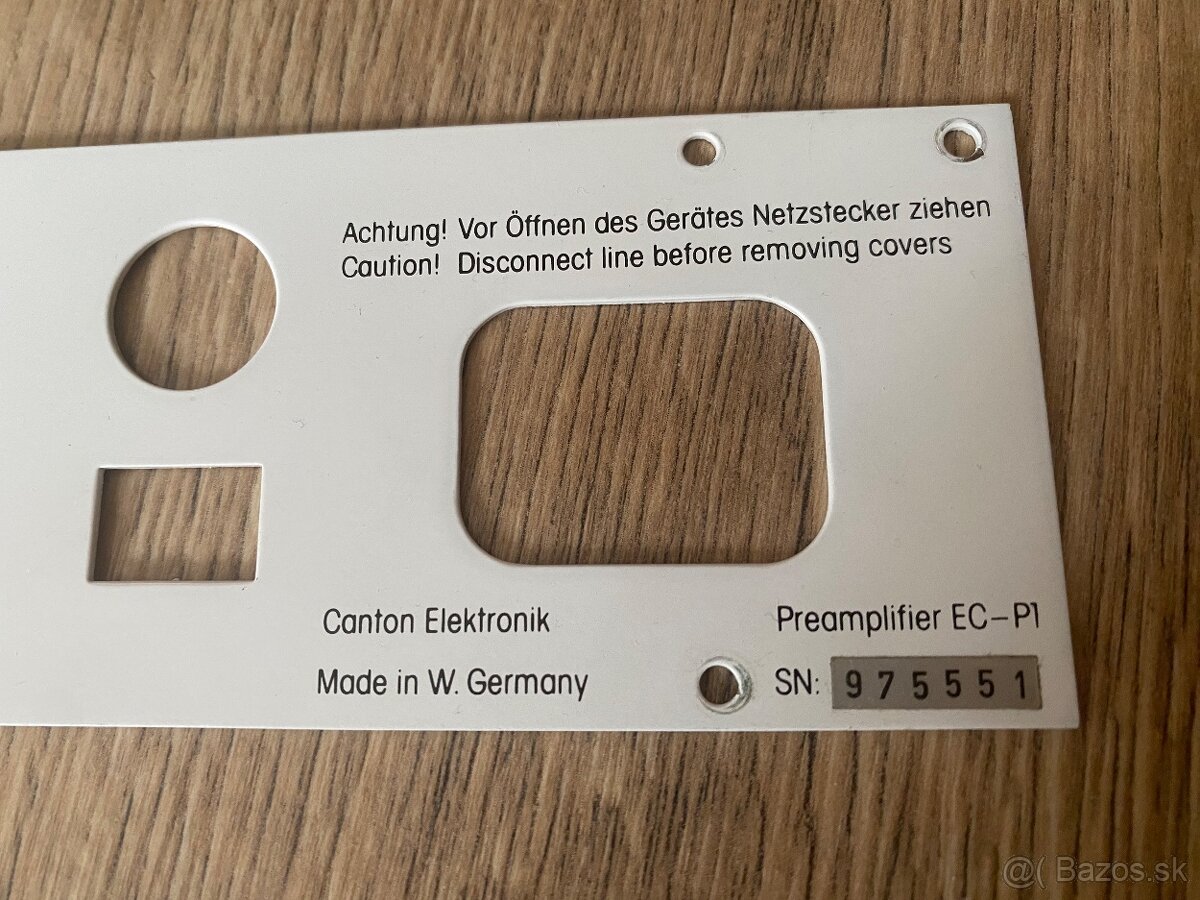 Achtung! Vor Öffnen des Gerätes Netzstecker ziehen
Caution! Disconnect line before removing covers
Canton Elektronik
Preamplifier EC-P1
Made in W. Germany
SN: 975551
@( Bazos.sk